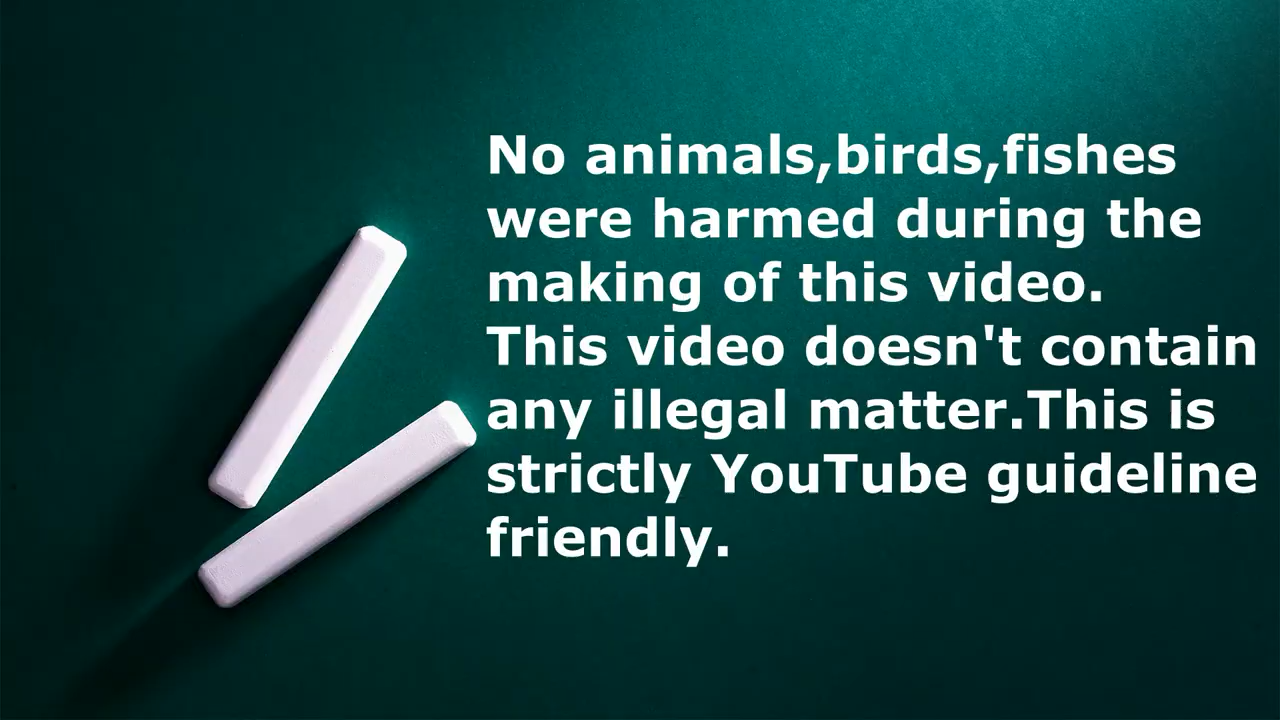 No animals,birds,fishes
were harmed during the
making of this video.
This video doesn't contain
any illegal matter.This is
strictly YouTube guideline
friendly.